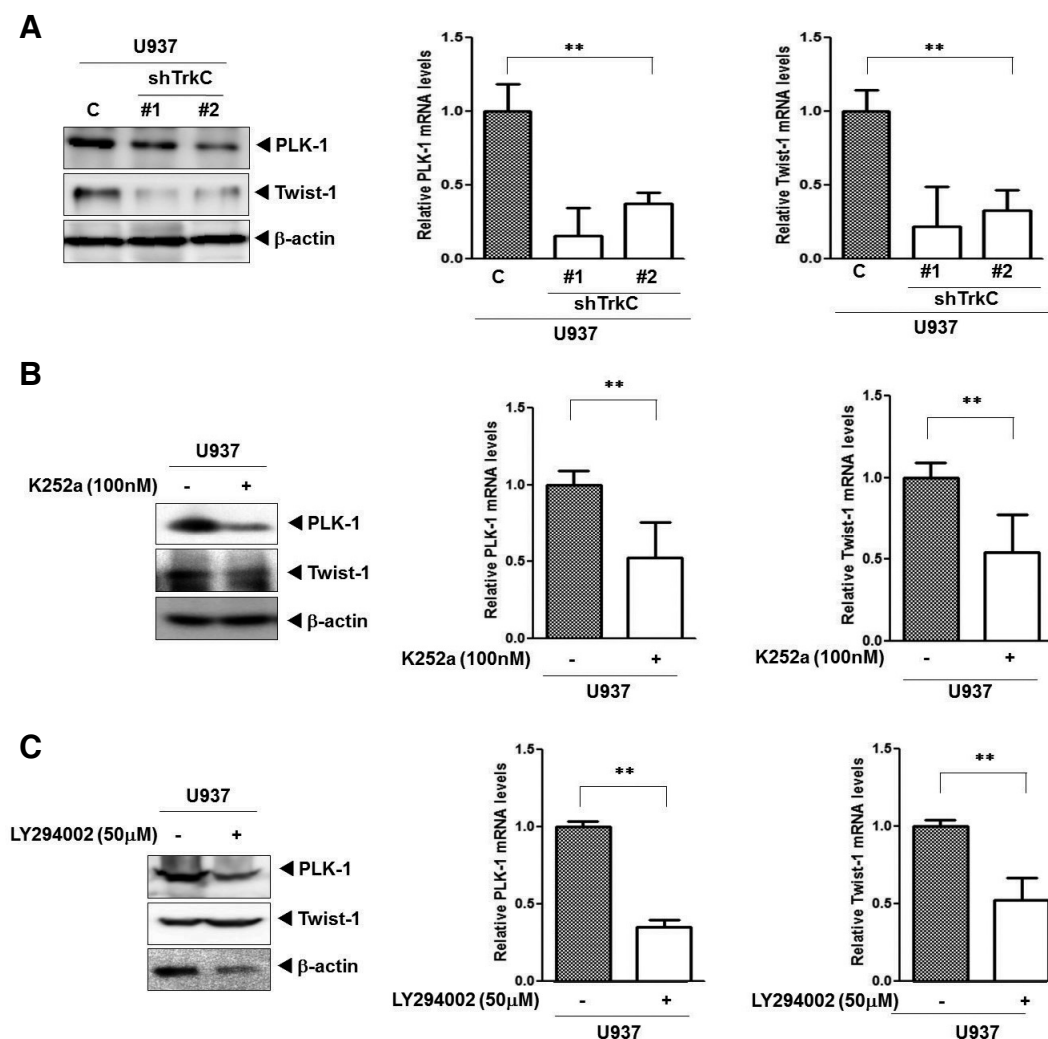 A
U937
shTrkC
C #1 #2
PLK-1
Twist-1
β-actin
Relative PLK-1 mRNA levels
1.5
1.0
0.5
0.0
**
C #1 #2
shTrkC
U937
Relative Twist-1 mRNA levels
1.5
1.0
0.5
0.0
**
C #1 #2
shTrkC
U937
B
U937
K252a (100nM) - +
PLK-1
Twist-1
β-actin
Relative PLK-1 mRNA levels
1.5
1.0
0.5
0.0
**
K252a (100nM) - +
U937
Relative Twist-1 mRNA levels
1.5
1.0
0.5
0.0
**
K252a (100nM) - +
U937
C
U937
LY294002 (50μM) - +
PLK-1
Twist-1
β-actin
Relative PLK-1 mRNA levels
1.5
1.0
0.5
0.0
**
LY294002 (50μM) - +
U937
Relative Twist-1 mRNA levels
1.5
1.0
0.5
0.0
**
LY294002 (50μM) - +
U937